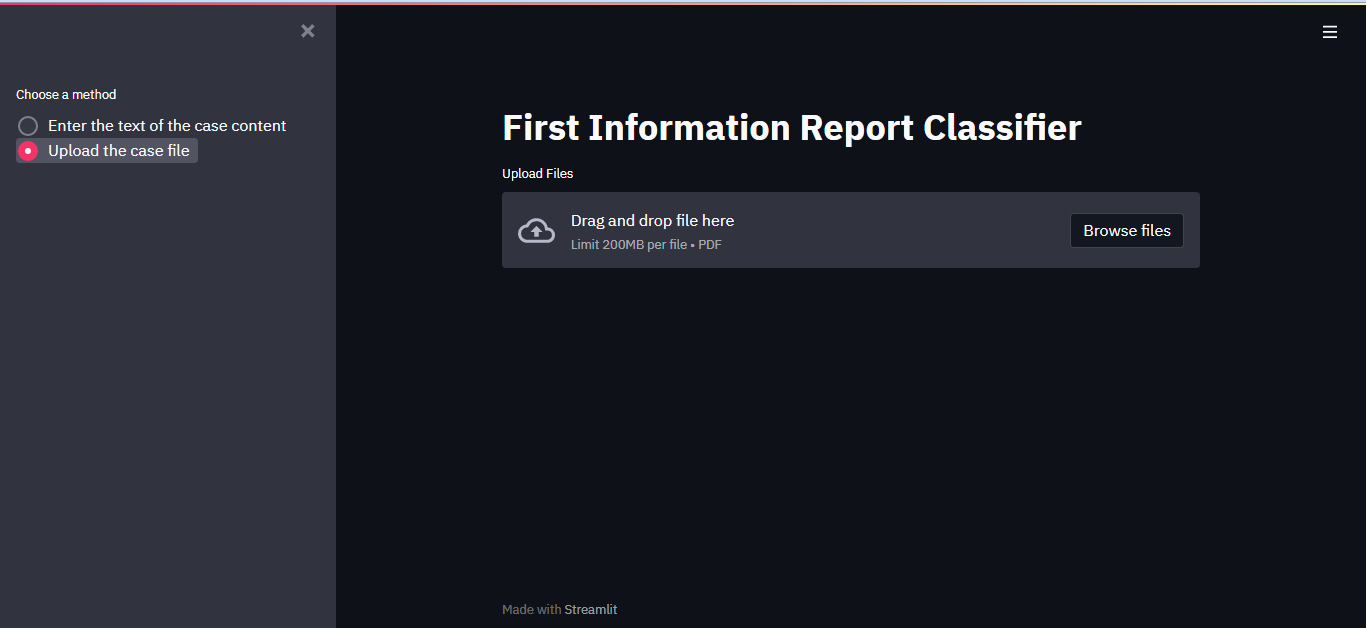 Choose a method
Enter the text of the case content
Upload the case file
First Information Report Classifier
Upload Files
Drag and drop file here
Limit 200MB per file • PDF
Browse files
Made with Streamlit